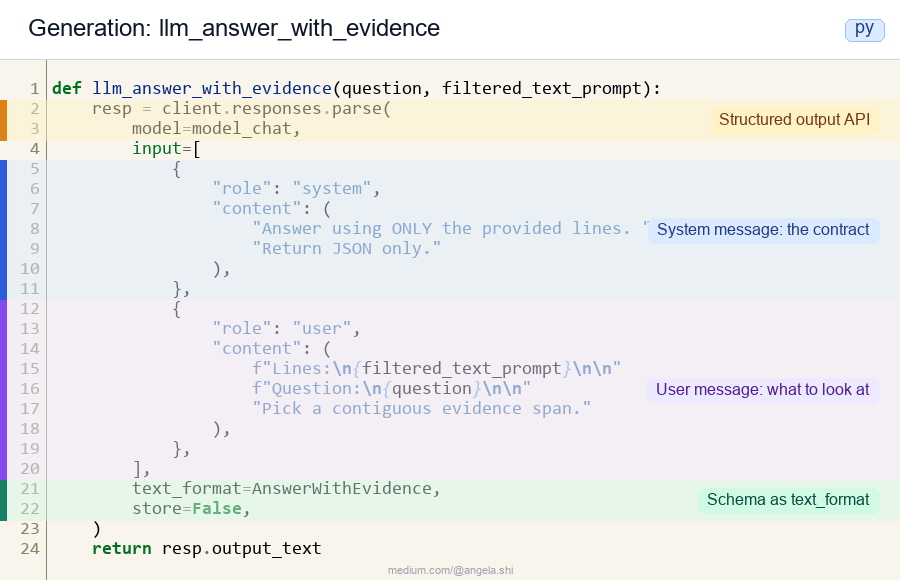 Generation: llm_answer_with_evidence
py
1 def llm_answer_with_evidence(question, filtered_text_prompt):
2     resp = client.responses.parse(
Structured output API
3         model=model_chat,
4         input=[
5             {
6                 "role": "system",
7                 "content": (
8                     "Answer using ONLY the provided lines. "
System message: the contract
9                     "Return JSON only."
10                 ),
11             },
12             {
13                 "role": "user",
14                 "content": (
15                     f"Lines:\n{filtered_text_prompt}\n\n"
16                     f"Question:\n{question}\n\n"
User message: what to look at
17                     "Pick a contiguous evidence span."
18                 ),
19             },
20         ],
21         text_format=AnswerWithEvidence,
Schema as text_format
22         store=False,
23     )
24     return resp.output_text
medium.com/@angela.shi